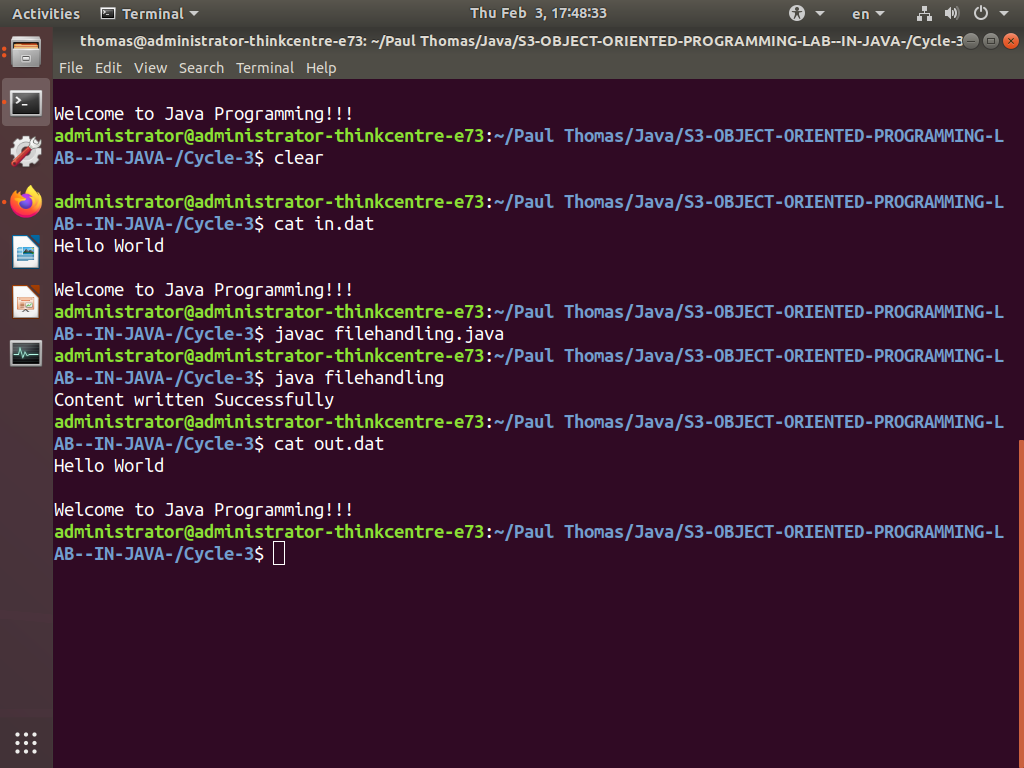 Activities Terminal Thu Feb 3, 17:48:33 en
thomas@administrator-thinkcentre-e73: ~/Paul Thomas/Java/S3-OBJECT-ORIENTED-PROGRAMMING-LAB--IN-JAVA-/Cycle-3
File Edit View Search Terminal Help
Welcome to Java Programming!!!
administrator@administrator-thinkcentre-e73:~/Paul Thomas/Java/S3-OBJECT-ORIENTED-PROGRAMMING-L
AB--IN-JAVA-/Cycle-3$ clear
administrator@administrator-thinkcentre-e73:~/Paul Thomas/Java/S3-OBJECT-ORIENTED-PROGRAMMING-L
AB--IN-JAVA-/Cycle-3$ cat in.dat
Hello World
Welcome to Java Programming!!!
administrator@administrator-thinkcentre-e73:~/Paul Thomas/Java/S3-OBJECT-ORIENTED-PROGRAMMING-L
AB--IN-JAVA-/Cycle-3$ javac filehandling.java
administrator@administrator-thinkcentre-e73:~/Paul Thomas/Java/S3-OBJECT-ORIENTED-PROGRAMMING-L
AB--IN-JAVA-/Cycle-3$ java filehandling
Content written Successfully
administrator@administrator-thinkcentre-e73:~/Paul Thomas/Java/S3-OBJECT-ORIENTED-PROGRAMMING-L
AB--IN-JAVA-/Cycle-3$ cat out.dat
Hello World
Welcome to Java Programming!!!
administrator@administrator-thinkcentre-e73:~/Paul Thomas/Java/S3-OBJECT-ORIENTED-PROGRAMMING-L
AB--IN-JAVA-/Cycle-3$